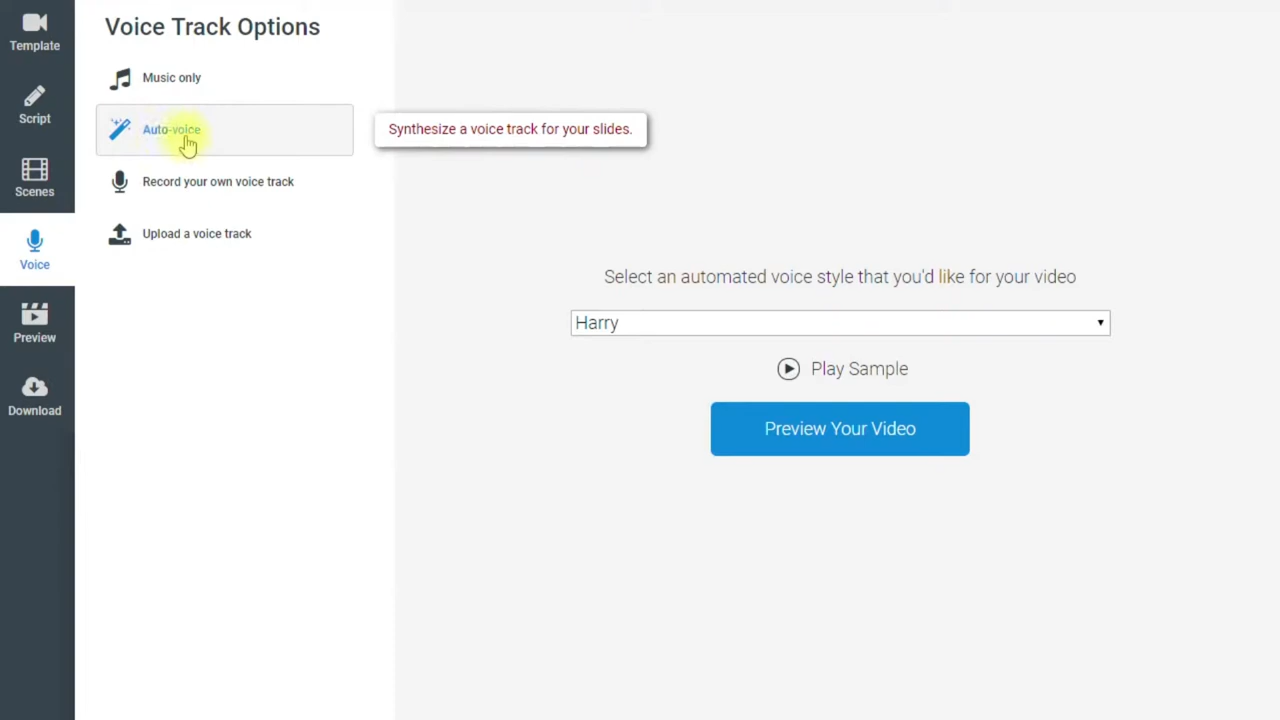 Template
Script
Scenes
Voice
Preview
Download
Voice Track Options
Music only
Auto-voice
Record your own voice track
Upload a voice track
Synthesize a voice track for your slides.
Select an automated voice style that you'd like for your video
Harry
Play Sample
Preview Your Video